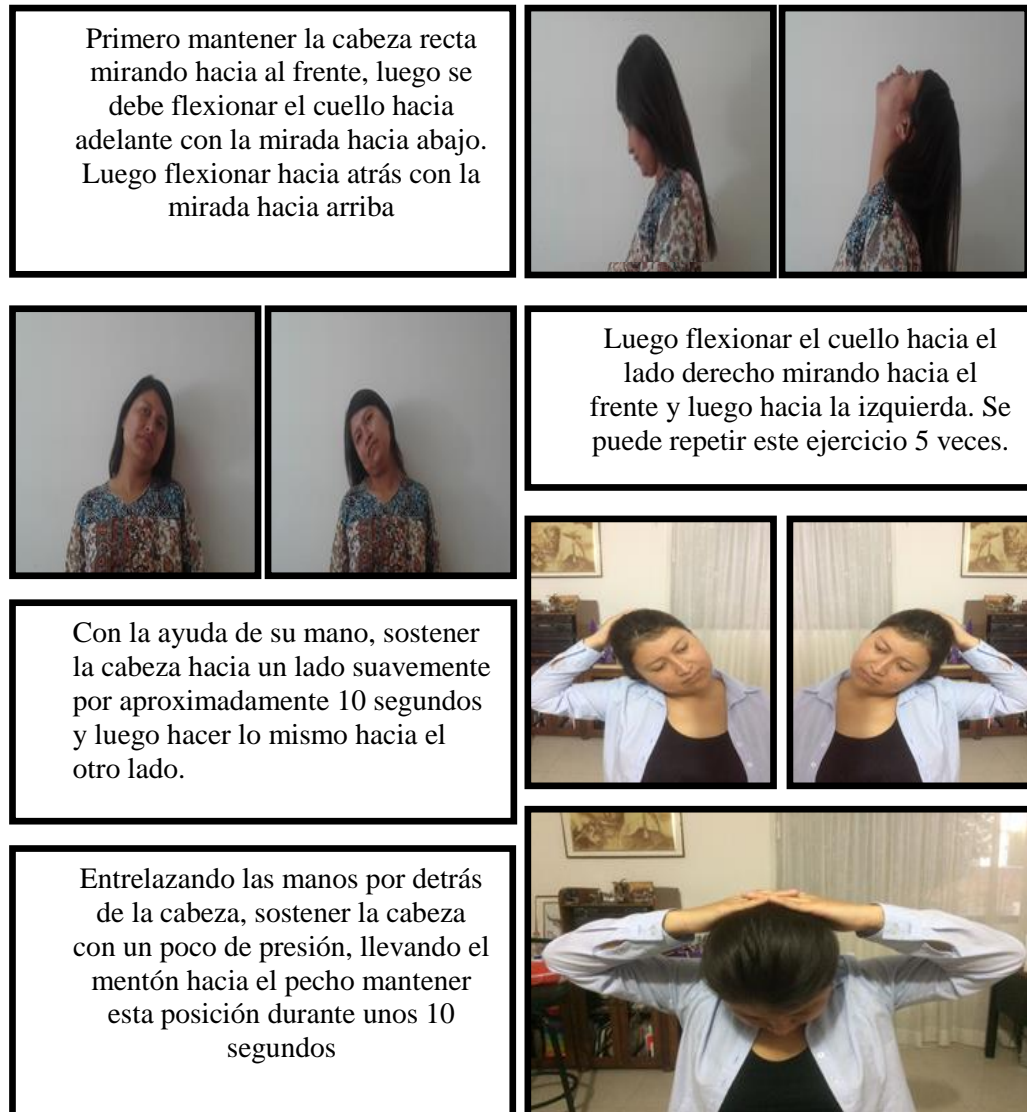 Primero mantener la cabeza recta
mirando hacia al frente, luego se
debe flexionar el cuello hacia
adelante con la mirada hacia abajo.
Luego flexionar hacia atrás con la
mirada hacia arriba
Luego flexionar el cuello hacia el
lado derecho mirando hacia el
frente y luego hacia la izquierda. Se
puede repetir este ejercicio 5 veces.
Con la ayuda de su mano, sostener
la cabeza hacia un lado suavemente
por aproximadamente 10 segundos
y luego hacer lo mismo hacia el
otro lado.
Entrelazando las manos por detrás
de la cabeza, sostener la cabeza
con un poco de presión, llevando el
mentón hacia el pecho mantener
esta posición durante unos 10
segundos